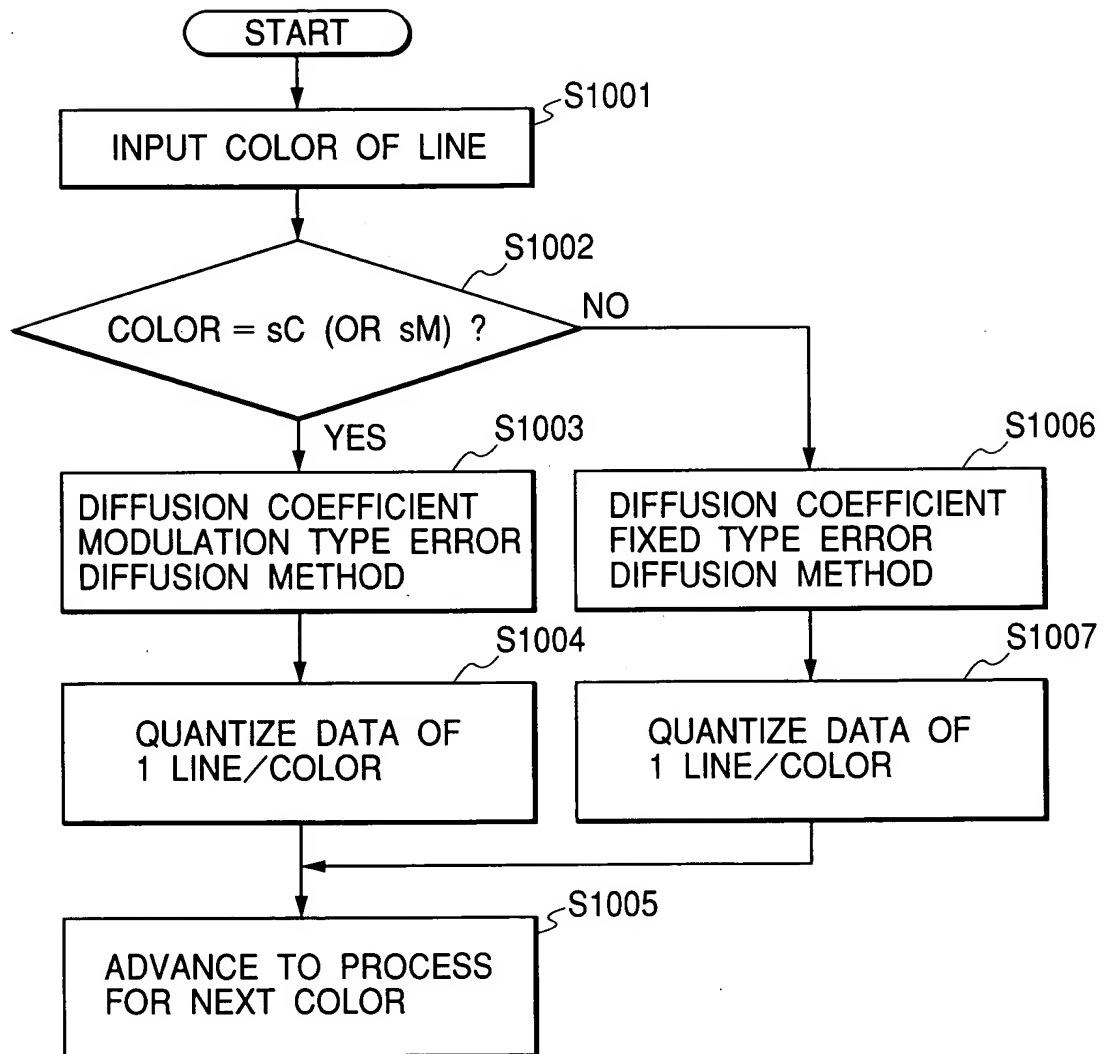 START
S1001
INPUT COLOR OF LINE
S1002
COLOR = sC (OR sM) ?
NO
YES
S1003
DIFFUSION COEFFICIENT
MODULATION TYPE ERROR
DIFFUSION METHOD
S1006
DIFFUSION COEFFICIENT
FIXED TYPE ERROR
DIFFUSION METHOD
S1004
QUANTIZE DATA OF
1 LINE/COLOR
S1007
QUANTIZE DATA OF
1 LINE/COLOR
S1005
ADVANCE TO PROCESS
FOR NEXT COLOR